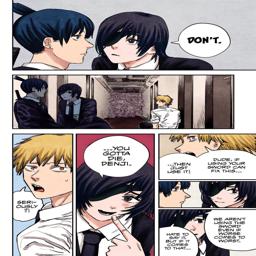 DON'T.
DUDE, IF
USING YOUR
SWORD CAN
FIX THIS...
...THEN
JUST
USE IT!
...YOU
GOTTA
DIE,
DENJI.
SERI-
OUSLY
?!
WE AREN'T
USING THE
SWORD
EVEN IF
WORSE
COMES TO
WORST.
HATE TO
SAY IT,
BUT IF IT
COMES TO
THAT...